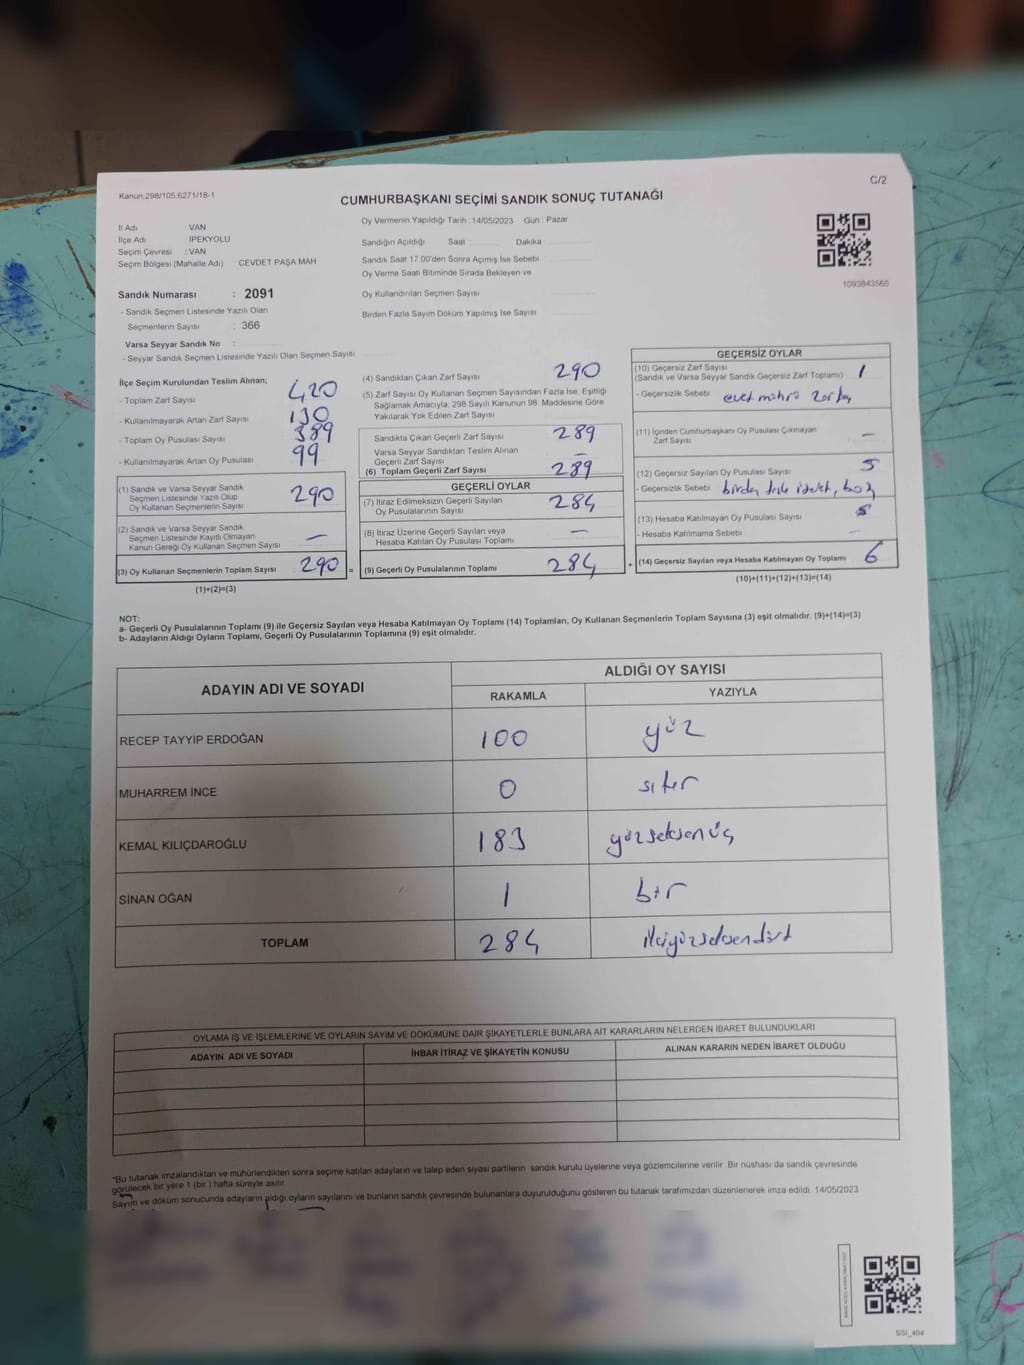 Kanun:298/105,6271/18-1
C/2
CUMHURBAŞKANI SEÇİMİ SANDIK SONUÇ TUTANAĞI
İl Adı VAN
İlçe Adı : İPEKYOLU
Seçim Çevresi : VAN
Seçim Bölgesi (Mahalle Adı) : CEVDET PAŞA MAH.
Sandık Numarası : 2091
- Sandık Seçmen Listesinde Yazılı Olan
Seçmenlerin Sayısı : 366
Varsa Seyyar Sandık No :
- Seyyar Sandık Seçmen Listesinde Yazılı Olan Seçmen Sayısı
Oy Vermenin Yapıldığı Tarih : 14/05/2023 Gün : Pazar
Sandığın Açıldığı Saat Dakika
Sandık Saat 17:00'den Sonra Açımış İse Sebebi
Oy Verme Saati Bitiminde Sırada Bekleyen ve
Oy Kullandırılan Seçmen Sayısı
Birden Fazla Sayım Döküm Yapılmış İse Sayısı
1093843565
İlçe Seçim Kurulundan Teslim Alınan;
- Toplam Zarf Sayısı 420
- Kullanılmayarak Artan Zarf Sayısı 130
- Toplam Oy Pusulası Sayısı 389
- Kullanılmayarak Artan Oy Pusulası 99
(1) Sandık ve Varsa Seyyar Sandık
Seçmen Listesinde Yazılı Olup
Oy Kullanan Seçmenlerin Sayısı 290
(2) Sandık ve Varsa Seyyar Sandık
Seçmen Listesinde Kayıtlı Olmayan
Kanun Gereği Oy Kullanan Seçmen Sayısı —
(3) Oy Kullanan Seçmenlerin Toplam Sayısı 290 =
(1)+(2)=(3)
(4) Sandıktan Çıkan Zarf Sayısı 290
(5) Zarf Sayısı Oy Kullanan Seçmen Sayısından Fazla İse, Eşitliği
Sağlamak Amacıyla; 298 Sayılı Kanunun 98. Maddesine Göre
Yakılarak Yok Edilen Zarf Sayısı
Sandıkta Çıkan Geçerli Zarf Sayısı 289
Varsa Seyyar Sandıktan Teslim Alınan
Geçerli Zarf Sayısı —
(6) Toplam Geçerli Zarf Sayısı 289
GEÇERLİ OYLAR
(7) İtiraz Edilmeksizin Geçerli Sayılan
Oy Pusulalarının Sayısı 284
(8) İtiraz Üzerine Geçerli Sayılan veya
Hesaba Katılan Oy Pusulası Toplamı —
(9) Geçerli Oy Pusulalarının Toplamı 284 +
GEÇERSİZ OYLAR
(10) Geçersiz Zarf Sayısı 1
(Sandık ve Varsa Seyyar Sandık Geçersiz Zarf Toplamı)
- Geçersizlik Sebebi
(11) İçinden Cumhurbaşkanı Oy Pusulası Çıkmayan
Zarf Sayısı —
(12) Geçersiz Sayılan Oy Pusulası Sayısı 5
- Geçersizlik Sebebi
(13) Hesaba Katılmayan Oy Pusulası Sayısı
- Hesaba Katılmama Sebebi —
(14) Geçersiz Sayılan veya Hesaba Katılmayan Oy Toplamı 6
(10)+(11)+(12)+(13)=(14)
NOT:
a- Geçerli Oy Pusulalarının Toplamı (9) ile Geçersiz Sayılan veya Hesaba Katılmayan Oy Toplamı (14) Toplamları, Oy Kullanan Seçmenlerin Toplam Sayısına (3) eşit olmalıdır. (9)+(14)=(3)
b- Adayların Aldığı Oyların Toplamı, Geçerli Oy Pusulalarının Toplamına (9) eşit olmalıdır.
ADAYIN ADI VE SOYADI
ALDIĞI OY SAYISI
RAKAMLA YAZIYLA
RECEP TAYYİP ERDOĞAN 100 yüz
MUHARREM İNCE 0 sıfır
KEMAL KILIÇDAROĞLU 183 yüzseksenüç
SİNAN OĞAN 1 bir
TOPLAM 284 ikiyüzseksendört
OYLAMA İŞ VE İŞLEMLERİNE VE OYLARIN SAYIM VE DÖKÜMÜNE DAİR ŞİKAYETLERLE BUNLARA AİT KARARLARIN NELERDEN İBARET BULUNDUKLARI
ADAYIN ADI VE SOYADI İHBAR İTİRAZ VE ŞİKAYETİN KONUSU ALINAN KARARIN NEDEN İBARET OLDUĞU
*Bu tutanak imzalandıktan ve mühürlendikten sonra seçime katılan adayların ve talep eden siyasi partilerin sandık kurulu üyelerine veya gözlemcilerine verilir. Bir nüshası da sandık çevresinde
görülecek bir yere 1 (bir ) hafta süreyle asılır.
Sayım ve döküm sonucunda adayların aldığı oyların sayılarını ve bunların sandık çevresinde bulunanlara duyurulduğunu gösteren bu tutanak tarafımızdan düzenlenerek imza edildi. 14/05/2023
SSI_404